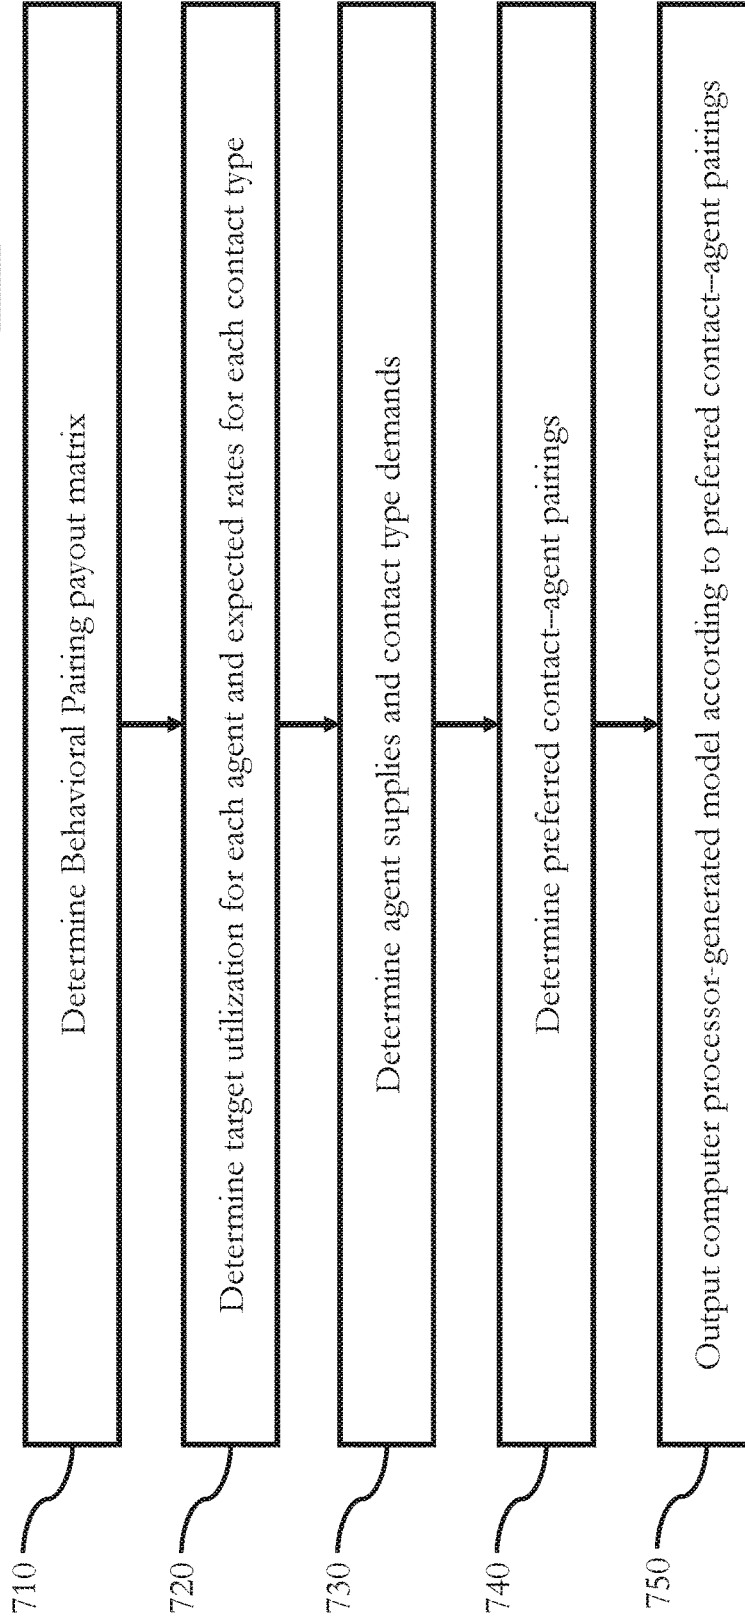 710
Determine Behavioral Pairing payout matrix
720
Determine target utilization for each agent and expected rates for each contact type
730
Determine agent supplies and contact type demands
740
Determine preferred contact–agent pairings
750
Output computer processor-generated model according to preferred contact–agent pairings